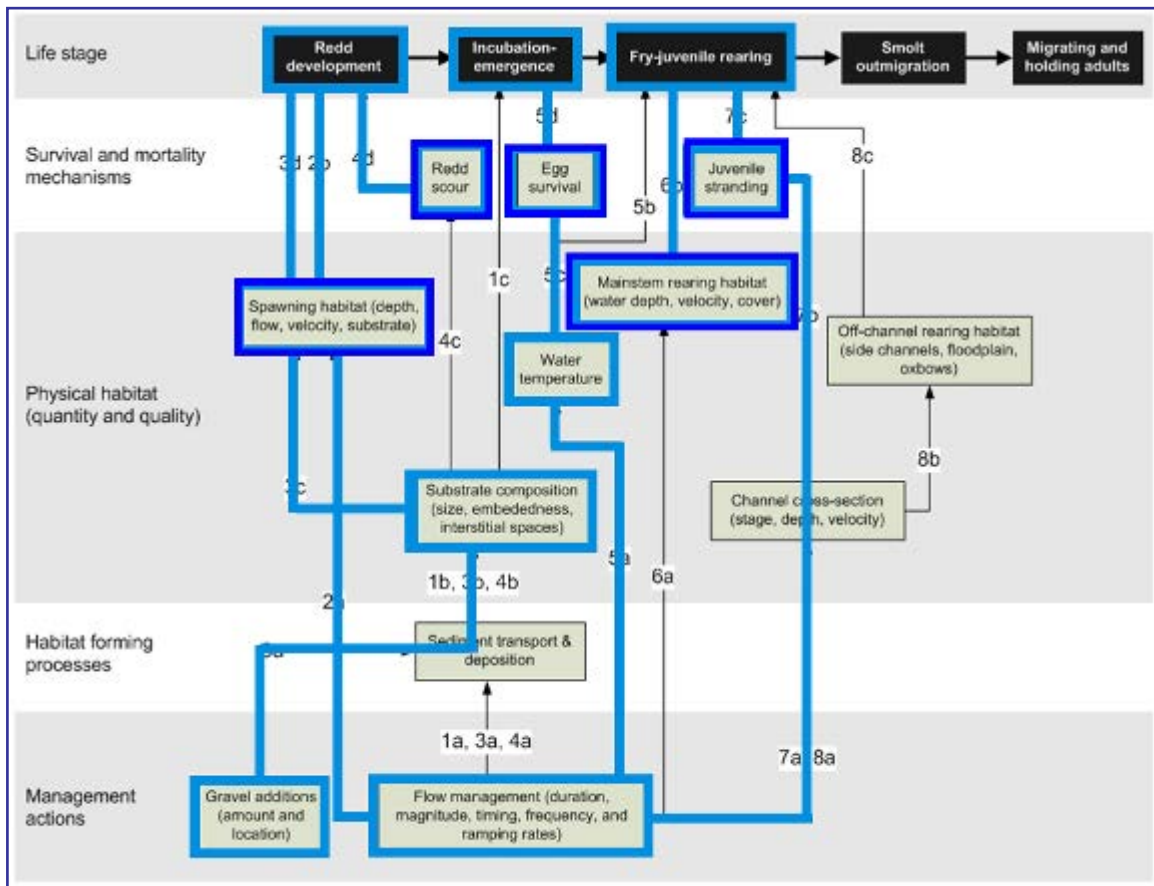 Life stage
Redd
development
Incubation-
emergence
Fry-juvenile rearing
Smolt
outmigration
Migrating and
holding adults
Survival and mortality
mechanisms
3d
2b
4d
5d
7c
8c
Redd
scour
Egg
survival
5b
6b
Juvenile
stranding
Physical habitat
(quantity and quality)
Spawning habitat (depth,
flow, velocity, substrate)
4c
1c
5c
Mainstem rearing habitat
(water depth, velocity, cover)
7b
Off-channel rearing habitat
(side channels, floodplain,
oxbows)
Water
temperature
8b
3c
Substrate composition
(size, embededness,
interstitial spaces)
Channel cross-section
(stage, depth, velocity)
1b, 3b, 4b
5a
6a
2a
Habitat forming
processes
Sediment transport &
deposition
1a, 3a, 4a
7a, 8a
Management
actions
Gravel additions
(amount and
location)
Flow management (duration,
magnitude, timing, frequency, and
ramping rates)